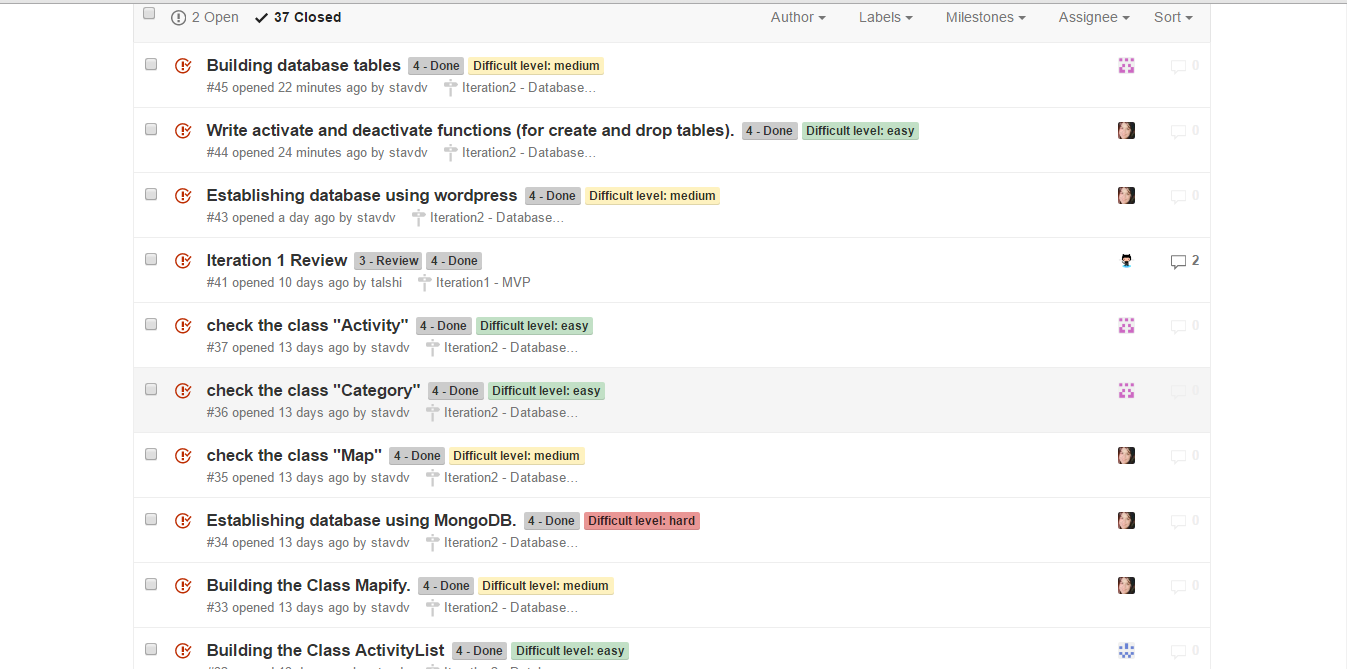 2 Open 37 Closed Author Labels Milestones Assignee Sort
Building database tables 4 - Done Difficult level: medium 0
#45 opened 22 minutes ago by stavdv Iteration2 - Database…
Write activate and deactivate functions (for create and drop tables). 4 - Done Difficult level: easy 0
#44 opened 24 minutes ago by stavdv Iteration2 - Database…
Establishing database using wordpress 4 - Done Difficult level: medium 0
#43 opened a day ago by stavdv Iteration2 - Database…
Iteration 1 Review 3 - Review 4 - Done 2
#41 opened 10 days ago by talshi Iteration1 - MVP
check the class "Activity" 4 - Done Difficult level: easy 0
#37 opened 13 days ago by stavdv Iteration2 - Database…
check the class "Category" 4 - Done Difficult level: easy 0
#36 opened 13 days ago by stavdv Iteration2 - Database…
check the class "Map" 4 - Done Difficult level: medium 0
#35 opened 13 days ago by stavdv Iteration2 - Database…
Establishing database using MongoDB. 4 - Done Difficult level: hard 0
#34 opened 13 days ago by stavdv Iteration2 - Database…
Building the Class Mapify. 4 - Done Difficult level: medium 0
#33 opened 13 days ago by stavdv Iteration2 - Database…
Building the Class ActivityList 4 - Done Difficult level: easy 0